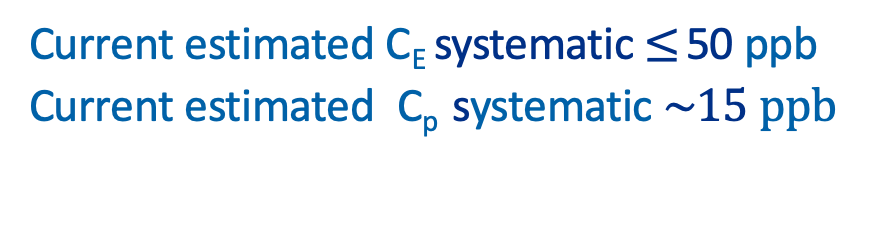 Current estimated C_E systematic ≤ 50 ppb
Current estimated C_p systematic ~15 ppb